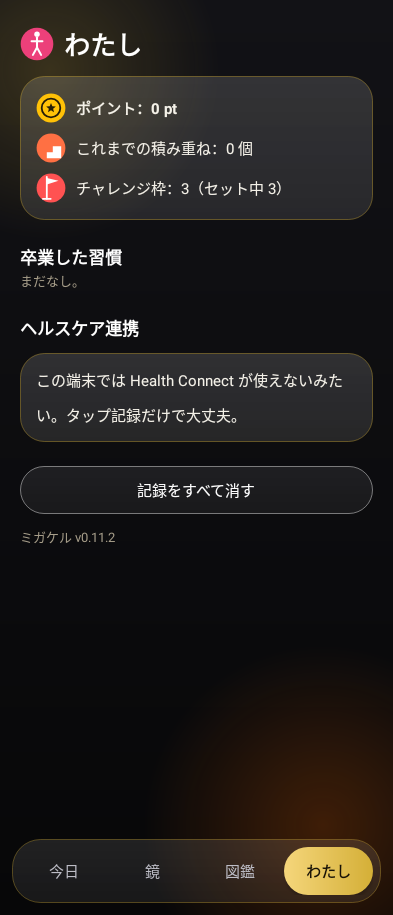 わたし
ポイント: 0 pt
これまでの積み重ね: 0 個
チャレンジ枠: 3（セット中 3）
卒業した習慣
まだなし。
ヘルスケア連携
この端末では Health Connect が使えないみた
い。タップ記録だけで大丈夫。
記録をすべて消す
ミガケル v0.11.2
今日
鏡
図鑑
わたし